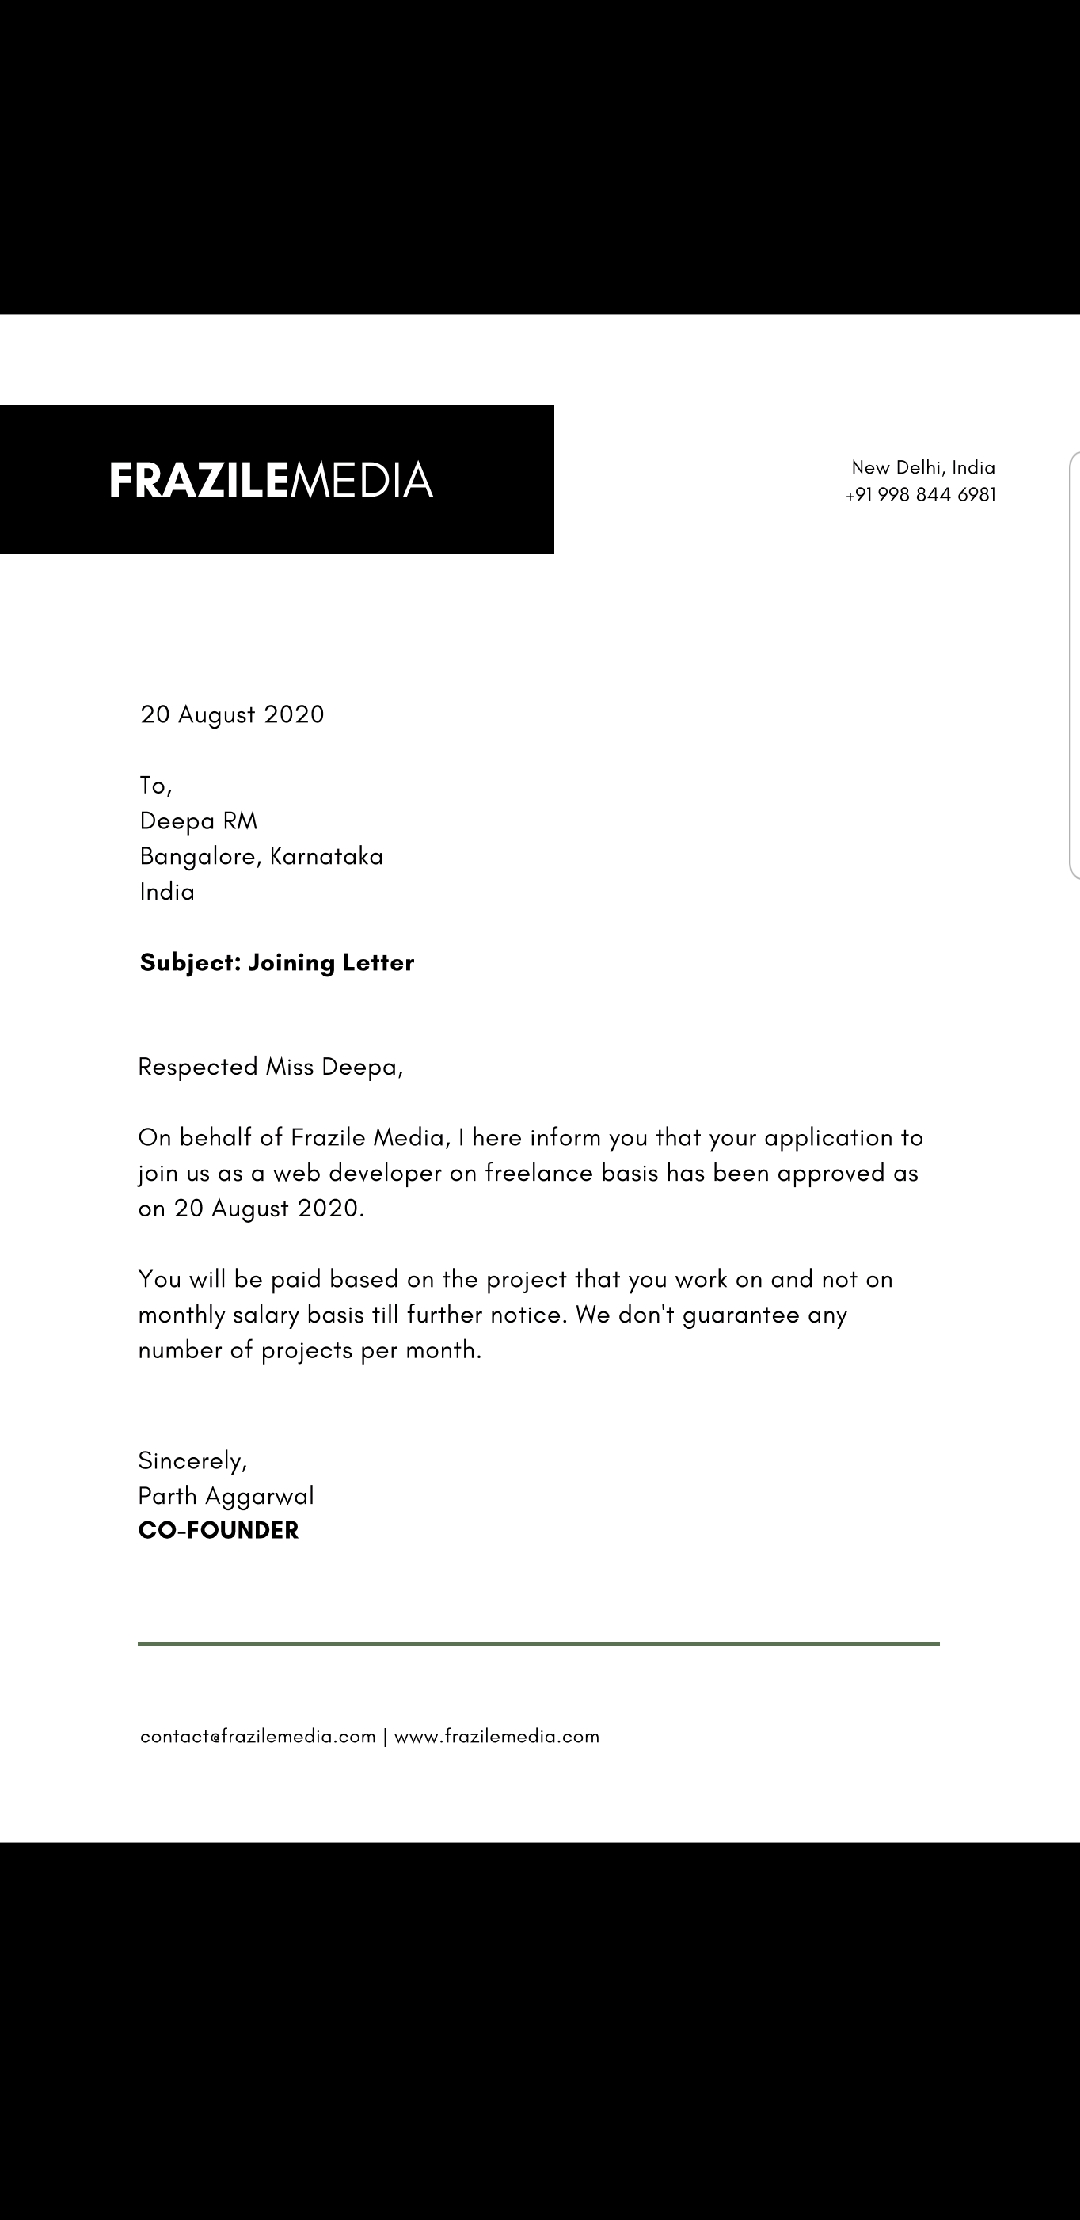 FRAZILEMEDIA
New Delhi, India
+91 998 844 6981
20 August 2020
To,
Deepa RM
Bangalore, Karnataka
India
Subject: Joining Letter
Respected Miss Deepa,
On behalf of Frazile Media, I here inform you that your application to
join us as a web developer on freelance basis has been approved as
on 20 August 2020.
You will be paid based on the project that you work on and not on
monthly salary basis till further notice. We don't guarantee any
number of projects per month.
Sincerely,
Parth Aggarwal
CO-FOUNDER
contact@frazilemedia.com | www.frazilemedia.com